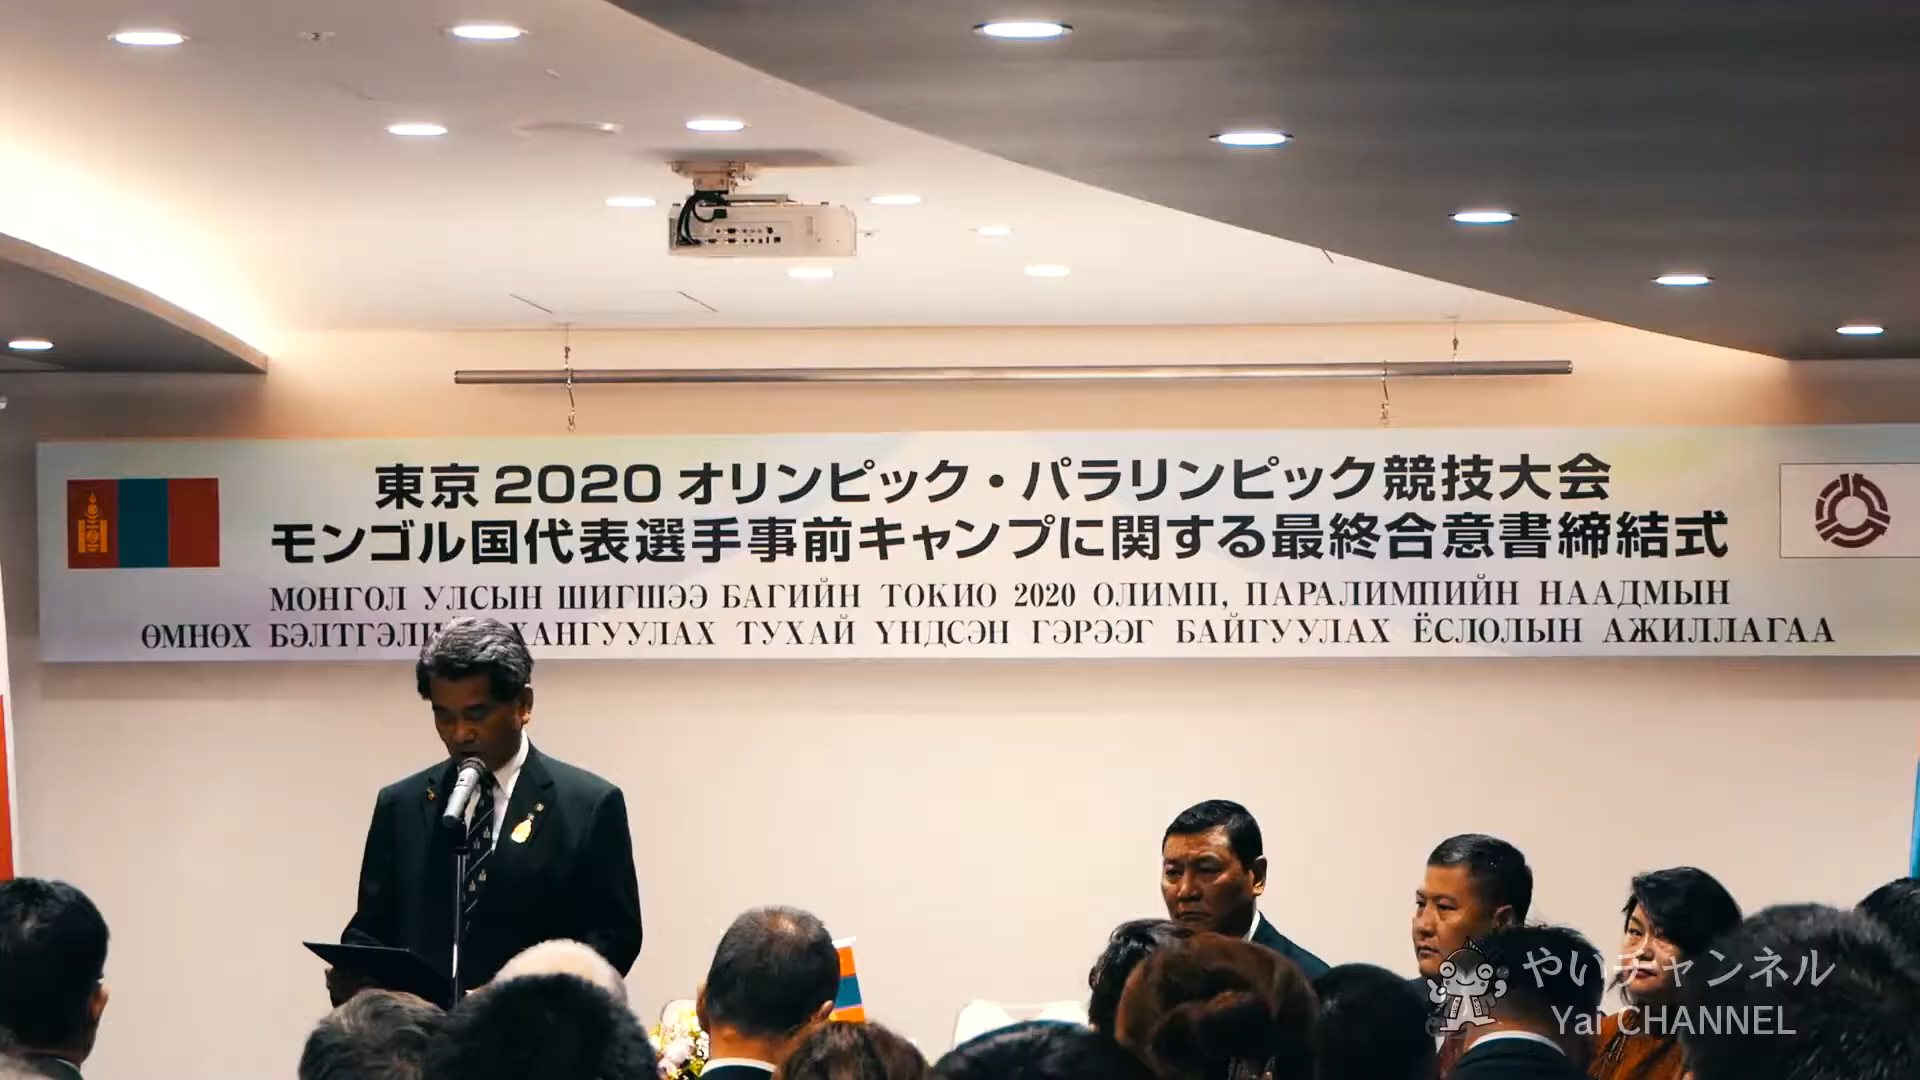 東京2020オリンピック・パラリンピック競技大会
モンゴル国代表選手事前キャンプに関する最終合意書締結式
МОНГОЛ УЛСЫН ШИГШЭЭ БАГИЙН ТОКИО 2020 ОЛИМП, ПАРАЛИМПИЙН НААДМЫН
ӨМНӨХ ХАНГУУЛАХ ТУХАЙ ҮНДСЭН ГЭРЭЭГ БАЙГУУЛАХ ЁСЛОЛЫН АЖИЛЛАГАА
やいチャンネル
Yai CHANNEL